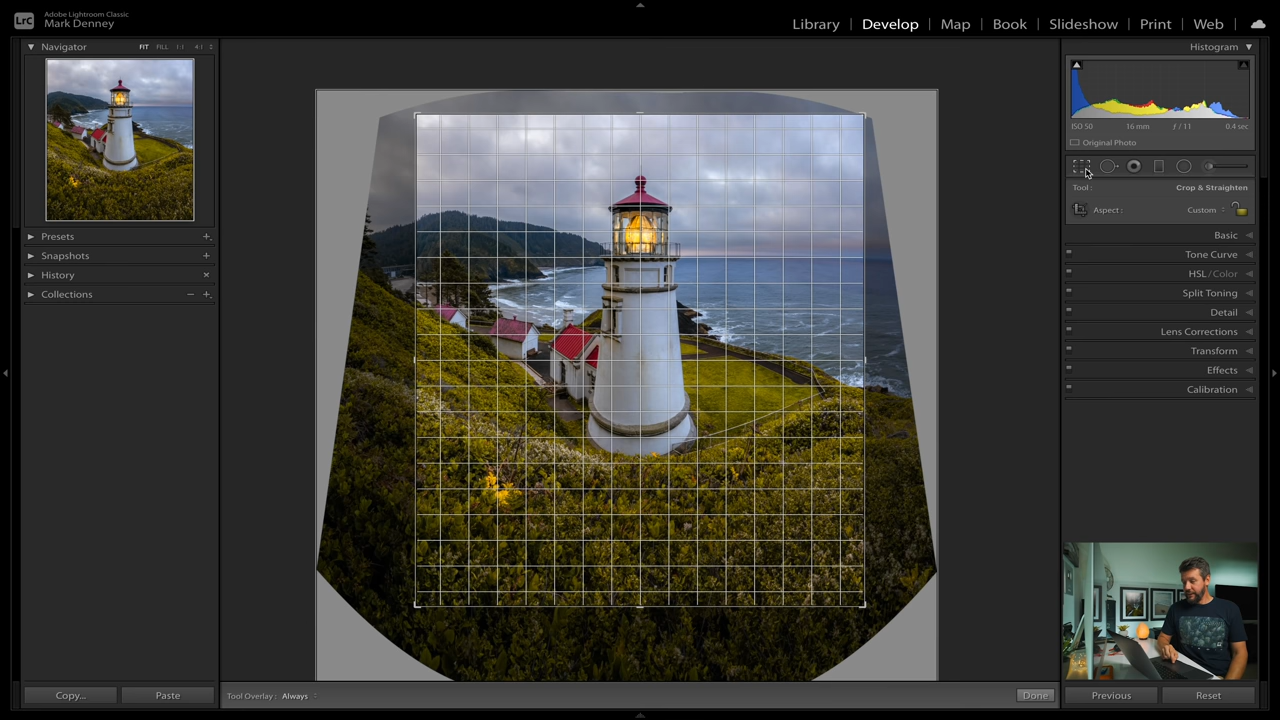 LrC
Adobe Lightroom Classic
Mark Denney
Library | Develop | Map | Book | Slideshow | Print | Web
Navigator FIT FILL 1:1 4:1
Presets
Snapshots
History
Collections
Copy... Paste
Tool Overlay : Always
Done
Histogram
ISO 50 16 mm ƒ / 11 0.4 sec
Original Photo
Tool : Crop & Straighten
Aspect : Custom
Basic
Tone Curve
HSL / Color
Split Toning
Detail
Lens Corrections
Transform
Effects
Calibration
Previous Reset